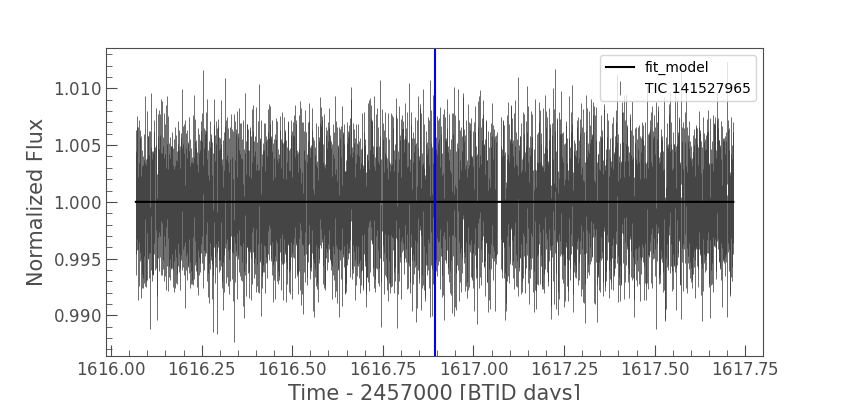 fit_model
TIC 141527965
Normalized Flux
1.010
1.005
1.000
0.995
0.990
1616.00 1616.25 1616.50 1616.75 1617.00 1617.25 1617.50 1617.75
Time - 2457000 [BTJD days]